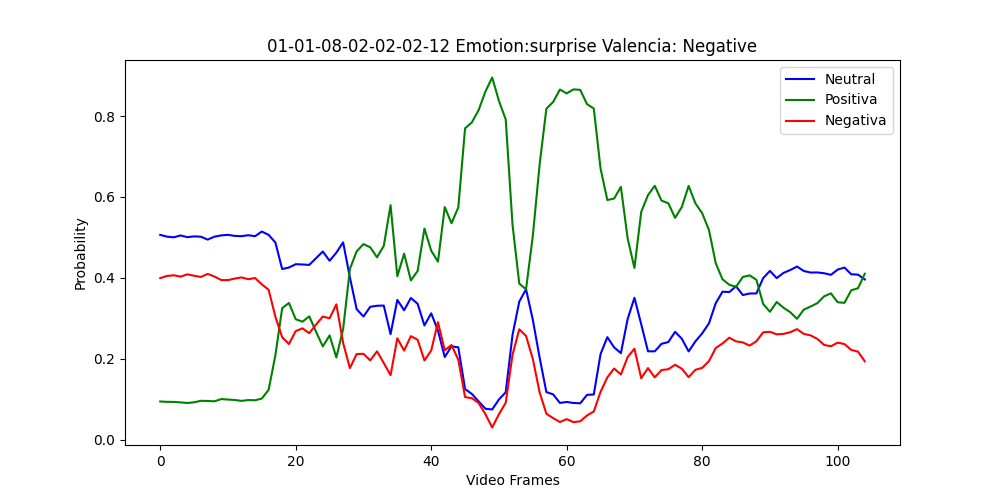 01-01-08-02-02-02-12 Emotion:surprise Valencia: Negative
Neutral
Positiva
Negativa
Probability
0.8
0.6
0.4
0.2
0.0
0 20 40 60 80 100
Video Frames